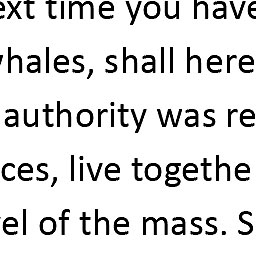 ext time you have
whales, shall here
authority was re
ces, live togethe
el of the mass. S